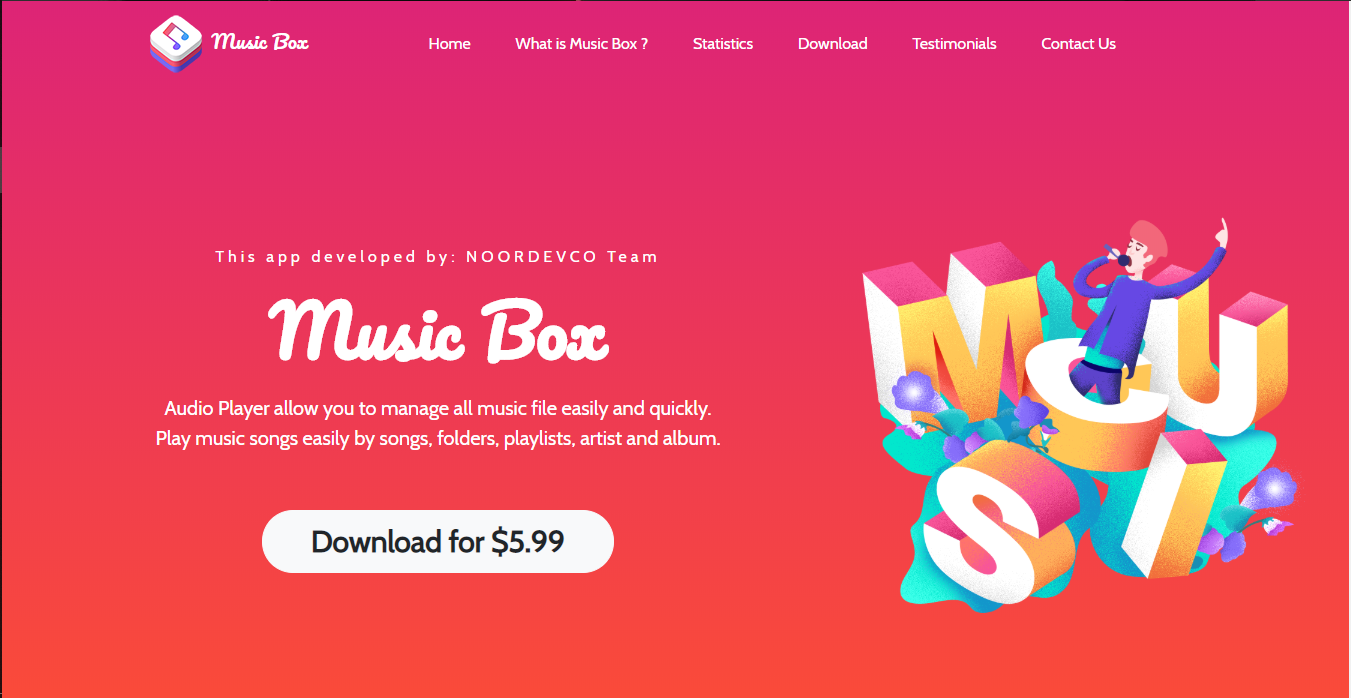 Music Box
Home
What is Music Box ?
Statistics
Download
Testimonials
Contact Us
This app developed by: NOORDEVCO Team
Music Box
Audio Player allow you to manage all music file easily and quickly.
Play music songs easily by songs, folders, playlists, artist and album.
Download for $5.99
MU
C
SI